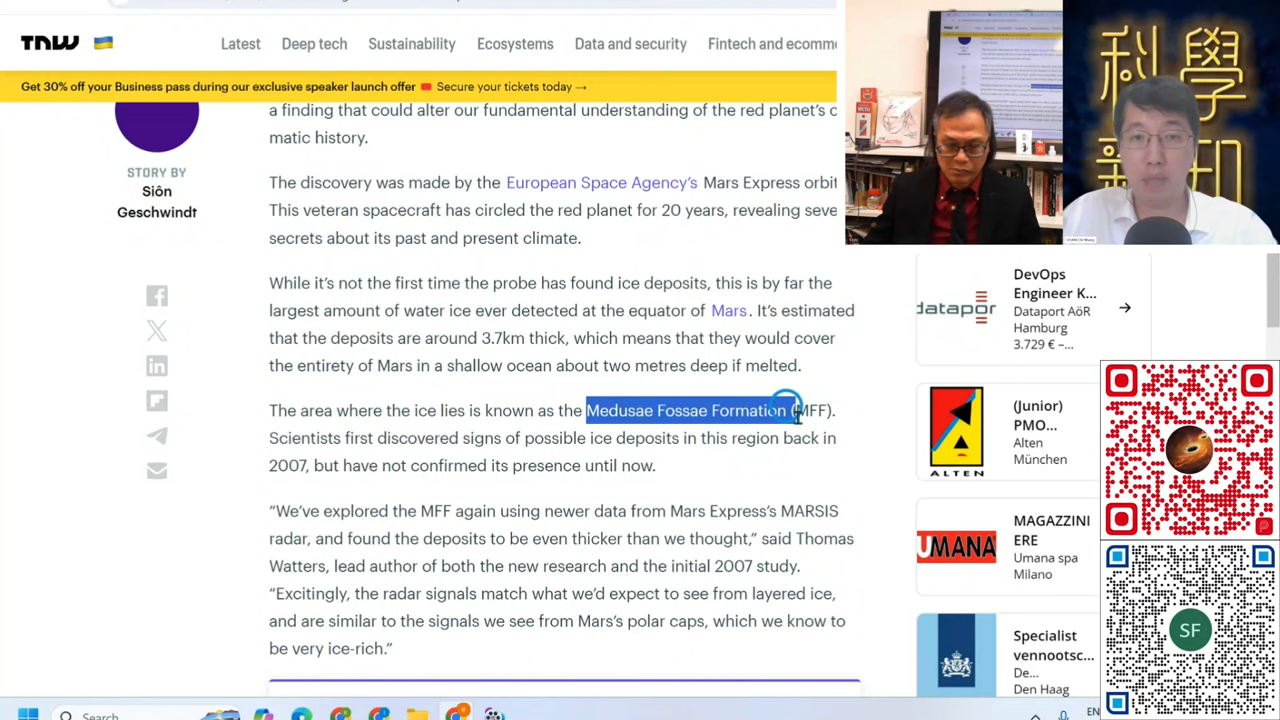 TNW
Latest Deep tech Sustainability Ecosystems Data and security Fintech and ecomme
Get 30% off your Business pass during our exclusive speaker launch offer 🎟️ Secure your tickets today →
STORY BY
Siôn
Geschwindt
matic history.
The discovery was made by the European Space Agency’s Mars Express orbit
This veteran spacecraft has circled the red planet for 20 years, revealing seve
secrets about its past and present climate.
While it’s not the first time the probe has found ice deposits, this is by far the
largest amount of water ice ever detected at the equator of Mars. It’s estimated
that the deposits are around 3.7km thick, which means that they would cover
the entirety of Mars in a shallow ocean about two metres deep if melted.
The area where the ice lies is known as the Medusae Fossae Formation (MFF).
Scientists first discovered signs of possible ice deposits in this region back in
2007, but have not confirmed its presence until now.
“We’ve explored the MFF again using newer data from Mars Express’s MARSIS
radar, and found the deposits to be even thicker than we thought,” said Thomas
Watters, lead author of both the new research and the initial 2007 study.
“Excitingly, the radar signals match what we’d expect to see from layered ice,
and are similar to the signals we see from Mars’s polar caps, which we know to
be very ice-rich.”
科學
新知
datapor
DevOps
Engineer K...
Dataport AöR
Hamburg
3.729 € –...
→
ALTEN
(Junior)
PMO...
Alten
München
UMANA
MAGAZZINI
ERE
Umana spa
Milano
Specialist
vennootsc...
De...
Den Haag
SF
Search
EN